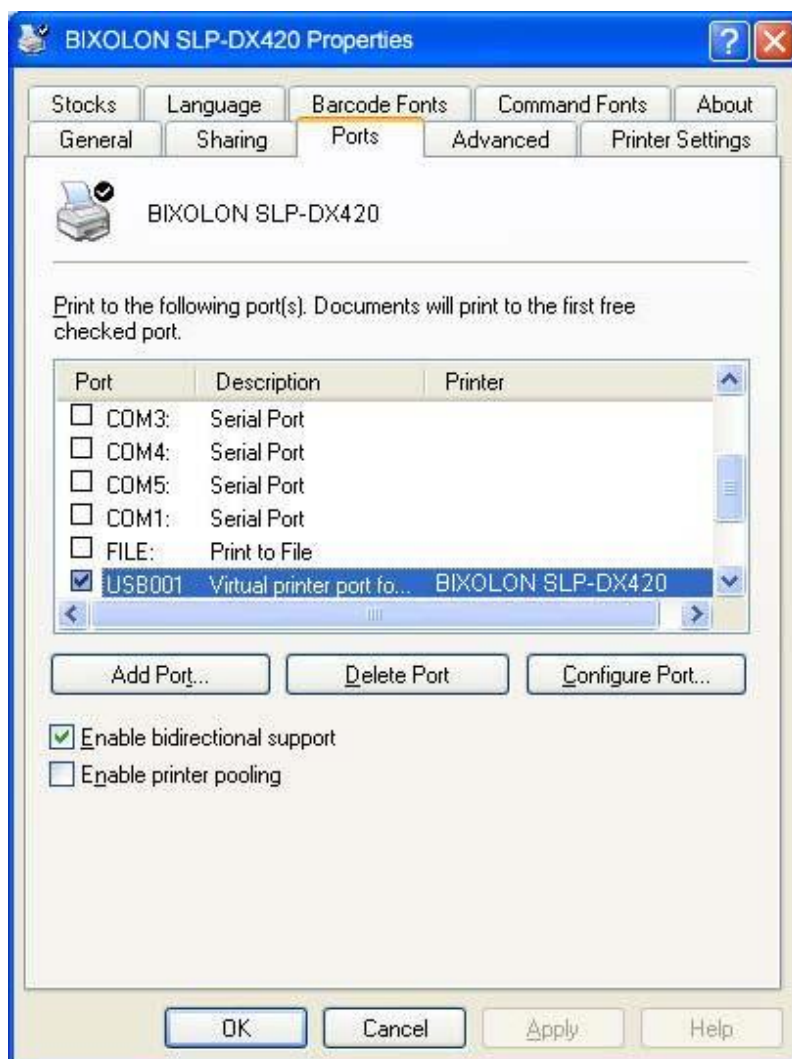 BIXOLON SLP-DX420 Properties
Stocks Language Barcode Fonts Command Fonts About
General Sharing Ports Advanced Printer Settings
BIXOLON SLP-DX420
Print to the following port(s). Documents will print to the first free
checked port.
Port Description Printer
COM3: Serial Port
COM4: Serial Port
COM5: Serial Port
COM1: Serial Port
FILE: Print to File
USB001 Virtual printer port fo... BIXOLON SLP-DX420
Add Port... Delete Port Configure Port...
Enable bidirectional support
Enable printer pooling
OK Cancel Apply Help